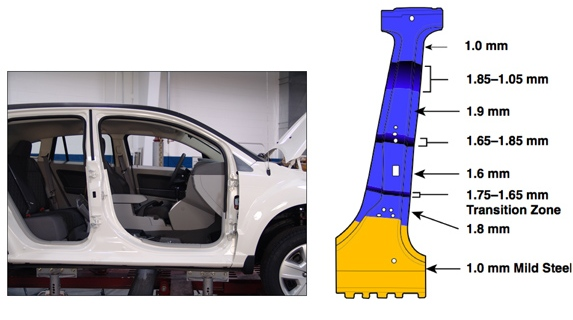 1.0 mm
1.85–1.05 mm
1.9 mm
1.65–1.85 mm
1.6 mm
1.75–1.65 mm
Transition Zone
1.8 mm
1.0 mm Mild Steel